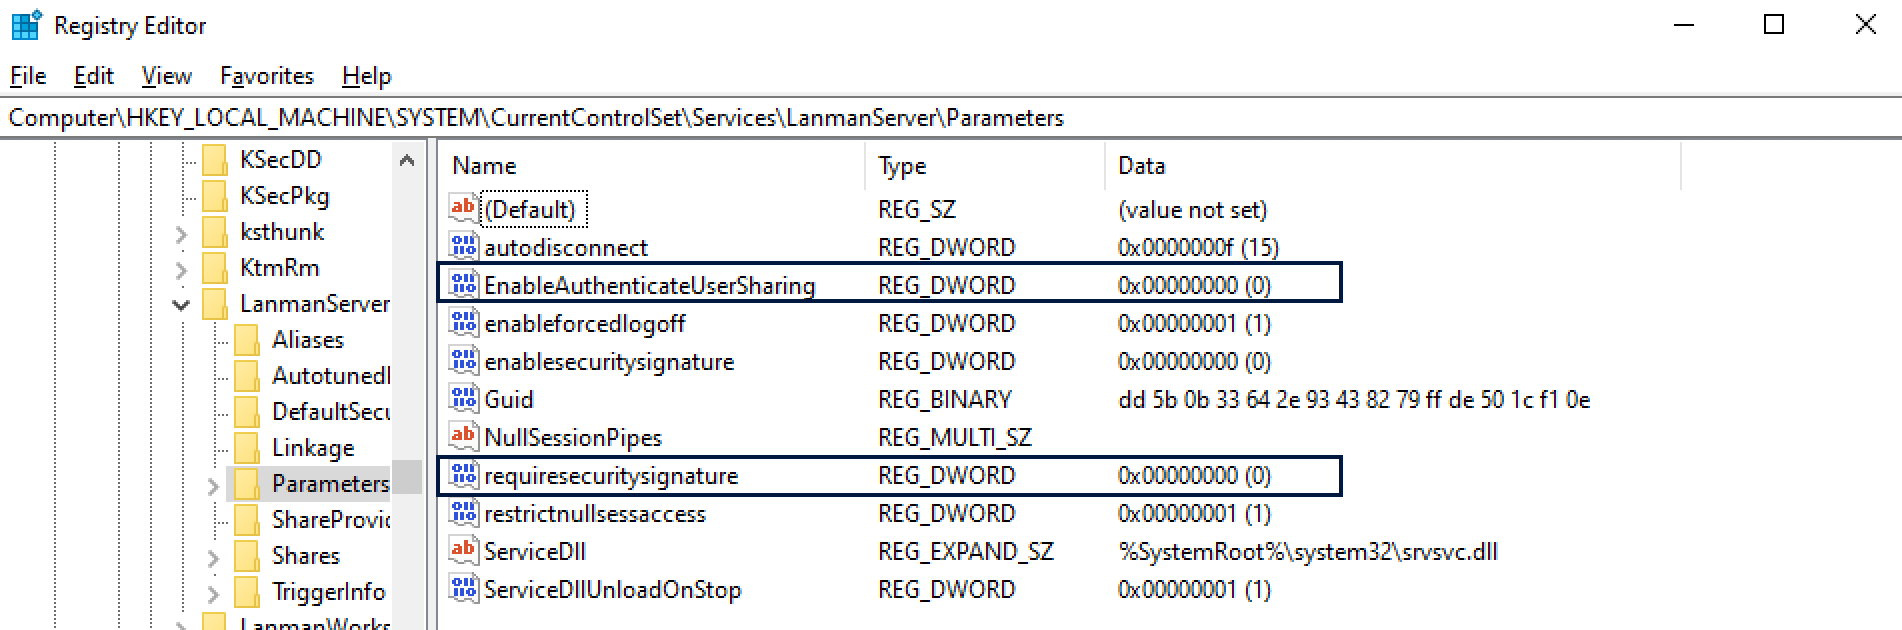 Registry Editor
File Edit View Favorites Help
Computer\HKEY_LOCAL_MACHINE\SYSTEM\CurrentControlSet\Services\LanmanServer\Parameters
KSecDD
KSecPkg
ksthunk
KtmRm
LanmanServer
Aliases
Autotuned
DefaultSecu
Linkage
Parameters
ShareProvic
Shares
TriggerInfo
LanmanWorks
Name Type Data
(Default) REG_SZ (value not set)
autodisconnect REG_DWORD 0x0000000f (15)
EnableAuthenticateUserSharing REG_DWORD 0x00000000 (0)
enableforcedlogoff REG_DWORD 0x00000001 (1)
enablesecuritysignature REG_DWORD 0x00000000 (0)
Guid REG_BINARY dd 5b 0b 33 64 2e 93 43 82 79 ff de 50 1c f1 0e
NullSessionPipes REG_MULTI_SZ
requiresecuritysignature REG_DWORD 0x00000000 (0)
restrictnullsessaccess REG_DWORD 0x00000001 (1)
ServiceDll REG_EXPAND_SZ %SystemRoot%\system32\srvsvc.dll
ServiceDllUnloadOnStop REG_DWORD 0x00000001 (1)